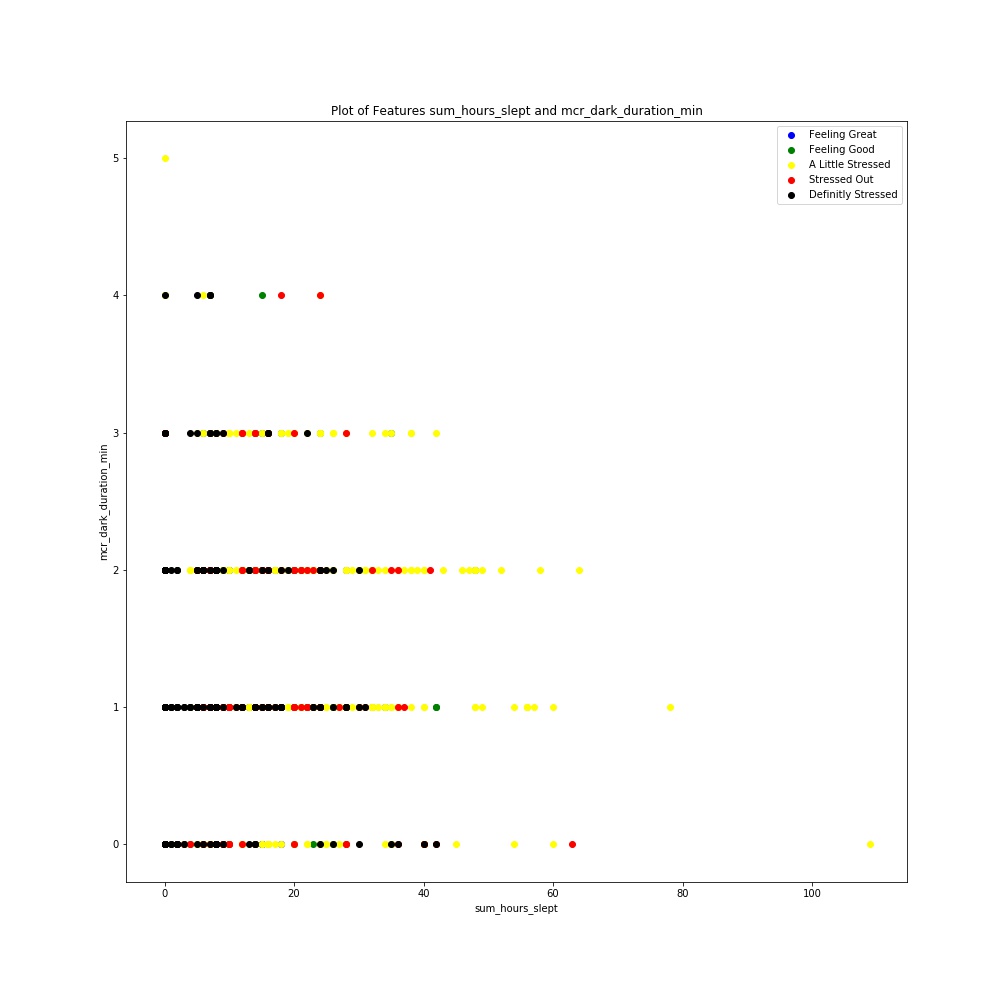 Plot of Features sum_hours_slept and mcr_dark_duration_min
Feeling Great
Feeling Good
A Little Stressed
Stressed Out
Definitly Stressed
mcr_dark_duration_min
5
4
3
2
1
0
0 20 40 60 80 100
sum_hours_slept